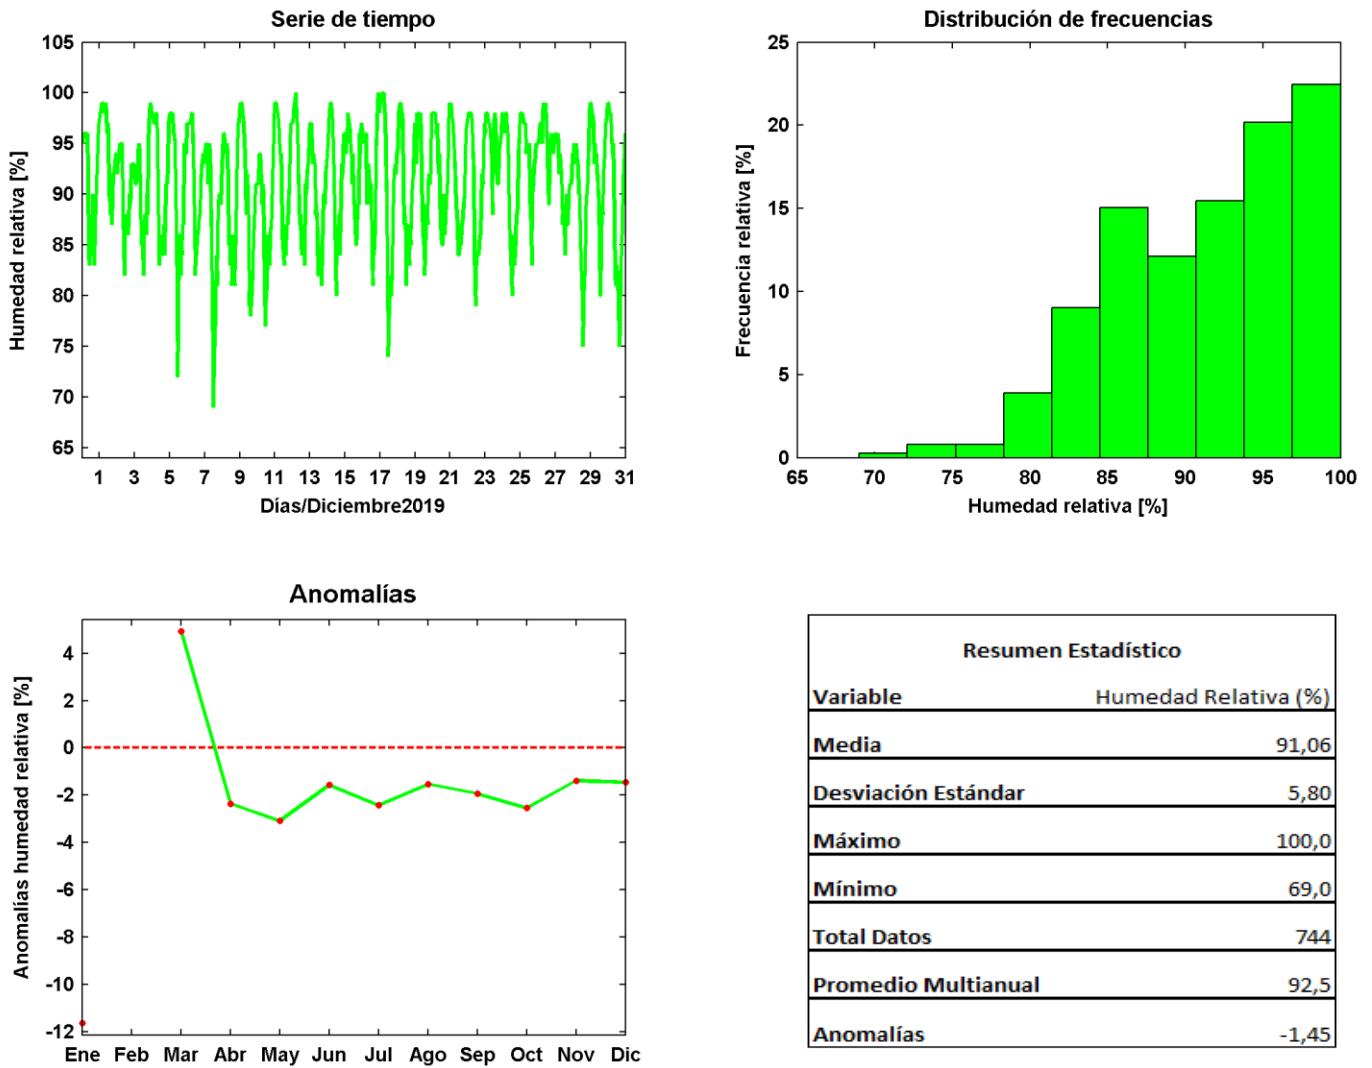 Serie de tiempo
105
100
95
90
85
80
75
70
65
Humedad relativa [%]
1 3 5 7 9 11 13 15 17 19 21 23 25 27 29 31
Días/Diciembre2019
Distribución de frecuencias
25
20
15
10
5
0
Frecuencia relativa [%]
65 70 75 80 85 90 95 100
Humedad relativa [%]
Anomalías
4
2
0
-2
-4
-6
-8
-10
-12
Anomalías humedad relativa [%]
Ene Feb Mar Abr May Jun Jul Ago Sep Oct Nov Dic
Resumen Estadístico
Variable Humedad Relativa (%)
Media 91,06
Desviación Estándar 5,80
Máximo 100,0
Mínimo 69,0
Total Datos 744
Promedio Multianual 92,5
Anomalías -1,45